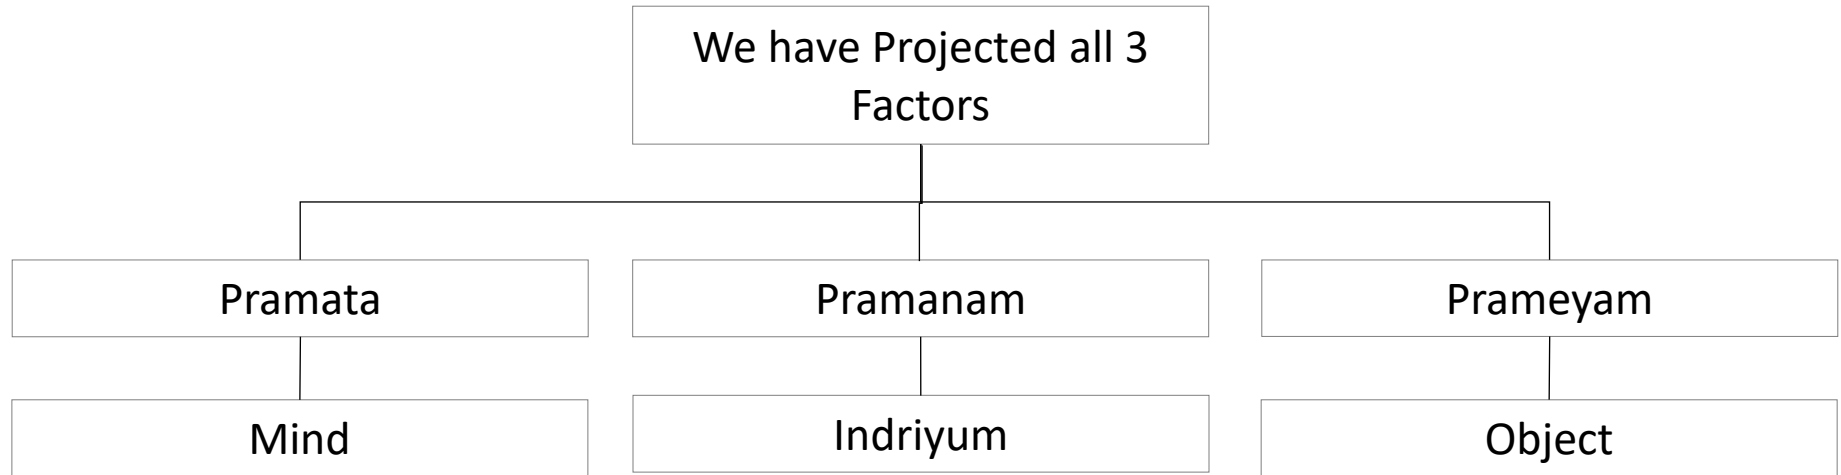 We have Projected all 3
Factors
Pramata
Pramanam
Prameyam
Mind
Indriyum
Object